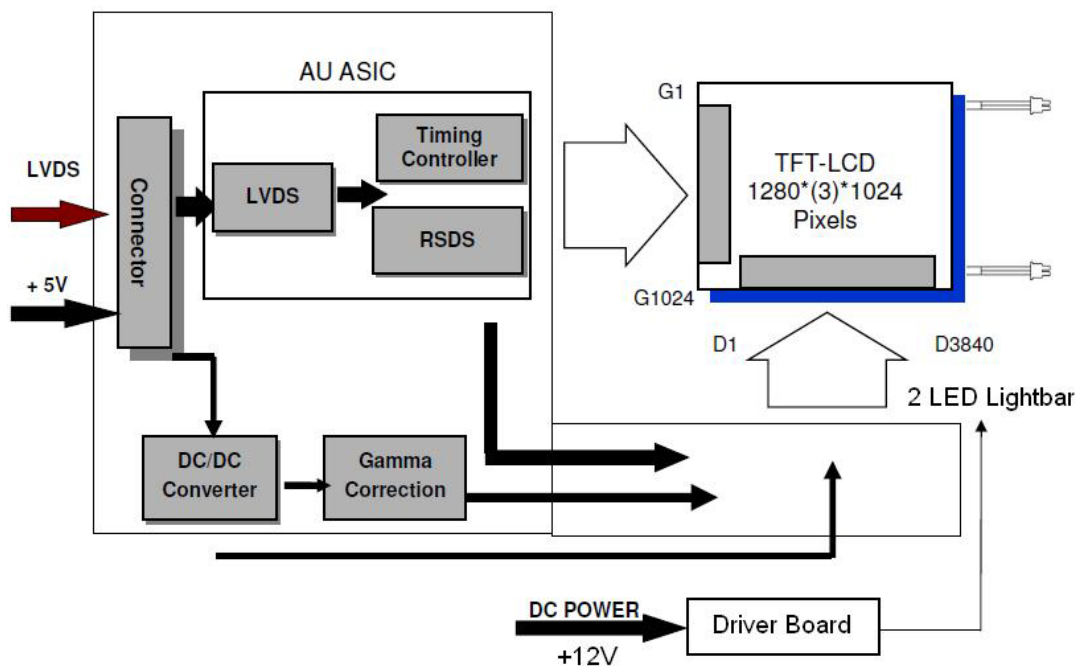 AU ASIC
LVDS
+ 5V
Connector
LVDS
Timing
Controller
RSDS
DC/DC
Converter
Gamma
Correction
G1
TFT-LCD
1280*(3)*1024
Pixels
G1024
D1
D3840
2 LED Lightbar
DC POWER
+12V
Driver Board